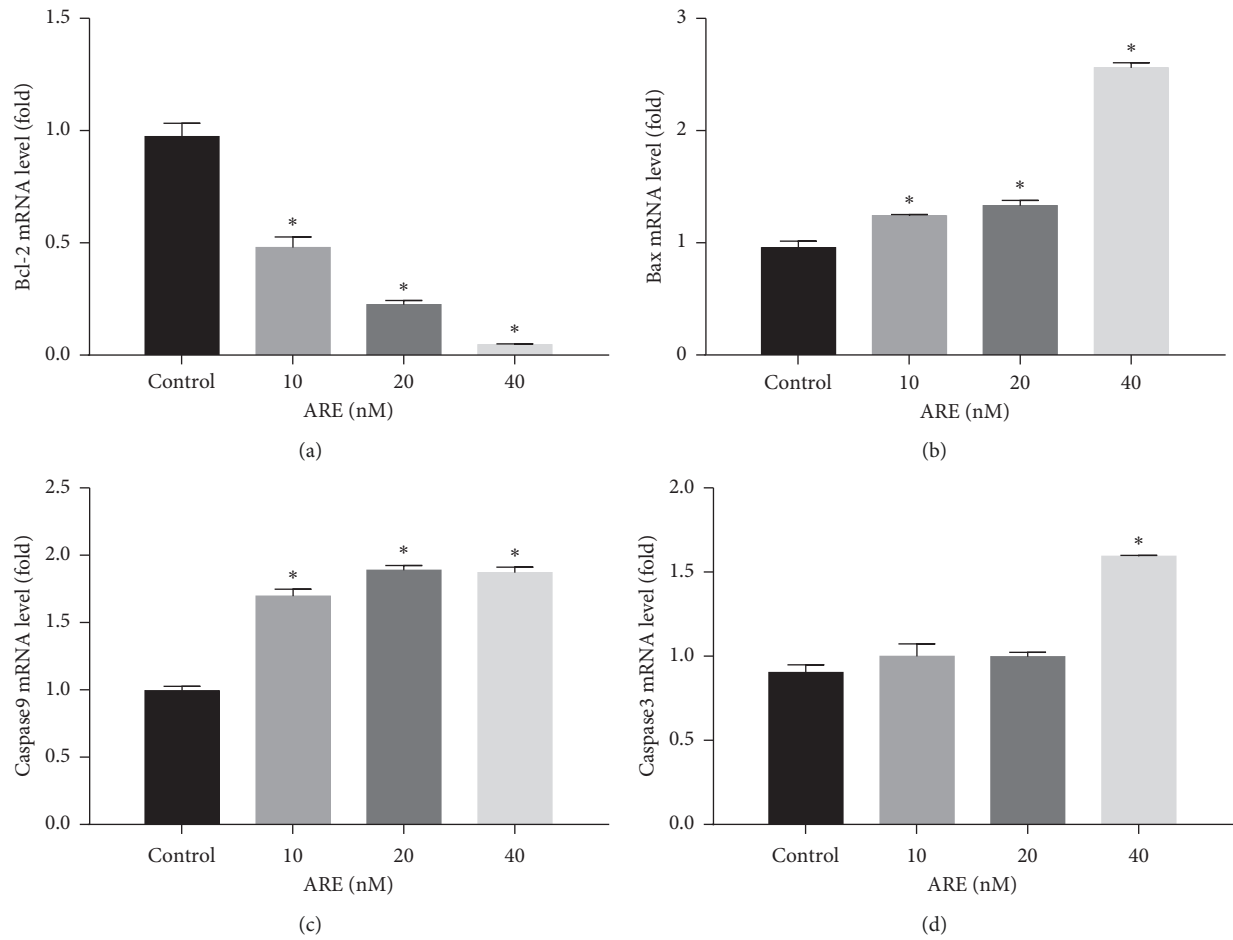 1.5
1.0
0.5
0.0
Bcl-2 mRNA level (fold)
*
*
*
Control 10 20 40
ARE (nM)
(a)
3
2
1
0
Bax mRNA level (fold)
*
*
*
Control 10 20 40
ARE (nM)
(b)
2.5
2.0
1.5
1.0
0.5
0.0
Caspase9 mRNA level (fold)
*
*
*
Control 10 20 40
ARE (nM)
(c)
2.0
1.5
1.0
0.5
0.0
Caspase3 mRNA level (fold)
*
Control 10 20 40
ARE (nM)
(d)